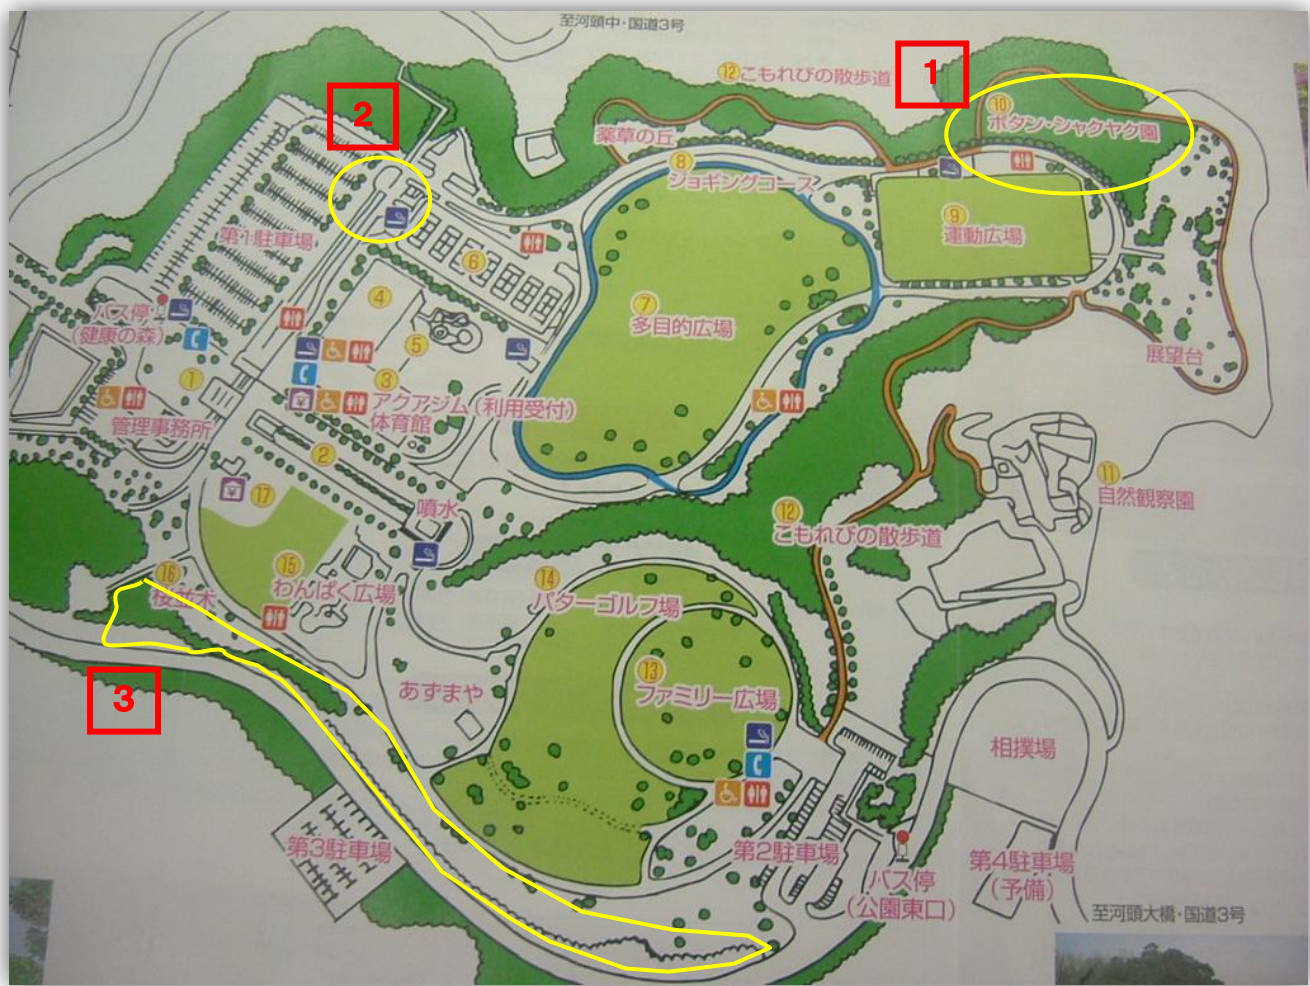 至河頭中・国道3号
⑫こもれびの散歩道
1
⑩
ボタン・シャクヤク園
2
薬草の丘
⑧
ジョギングコース
⑨
運動広場
第1駐車場
⑥
④
⑦
多目的広場
バス停
(健康の森)
⑤
展望台
①
③
アクアジム(利用受付)
体育館
管理事務所
②
⑪
自然観察園
⑰
噴水
⑫
こもれびの散歩道
⑯
桜並木
⑮
わんぱく広場
⑭
パターゴルフ場
3
あずまや
⑬
ファミリー広場
相撲場
第3駐車場
第2駐車場
バス停
(公園東口)
第4駐車場
(予備)
至河頭大橋・国道3号